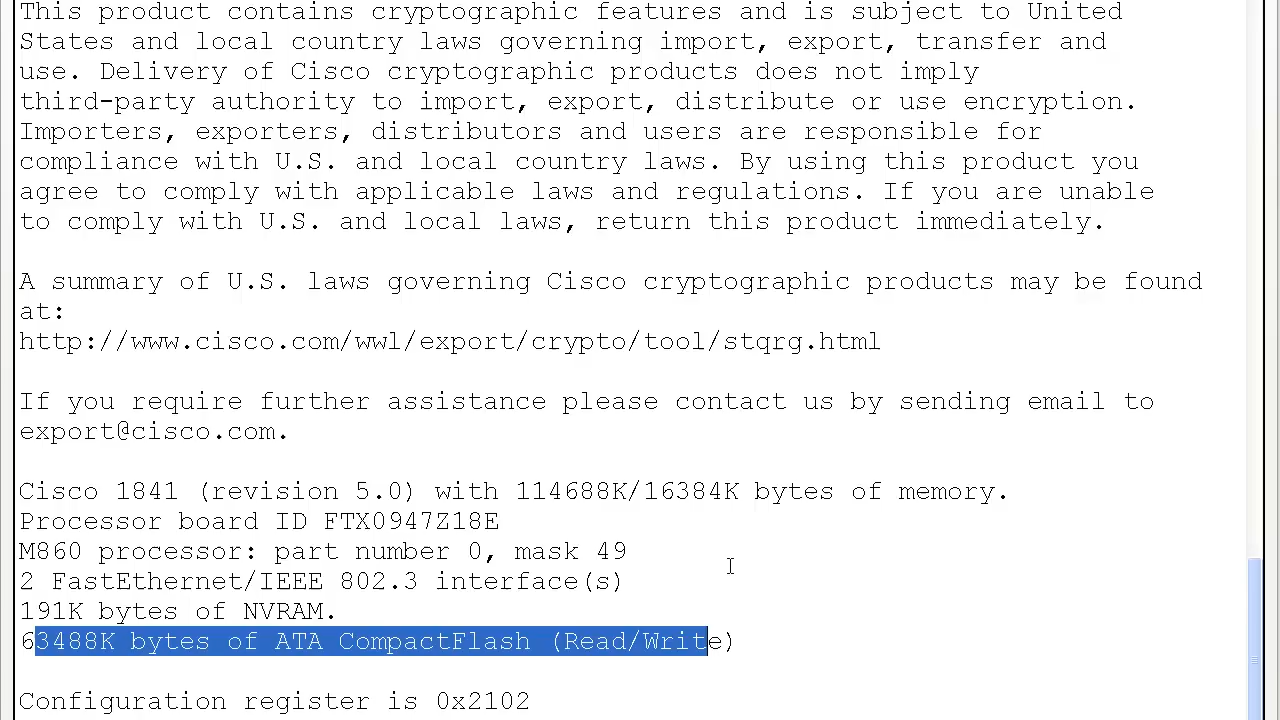 This product contains cryptographic features and is subject to United
States and local country laws governing import, export, transfer and
use. Delivery of Cisco cryptographic products does not imply
third-party authority to import, export, distribute or use encryption.
Importers, exporters, distributors and users are responsible for
compliance with U.S. and local country laws. By using this product you
agree to comply with applicable laws and regulations. If you are unable
to comply with U.S. and local laws, return this product immediately.
A summary of U.S. laws governing Cisco cryptographic products may be found
at:
http://www.cisco.com/wwl/export/crypto/tool/stqrg.html
If you require further assistance please contact us by sending email to
export@cisco.com.
Cisco 1841 (revision 5.0) with 114688K/16384K bytes of memory.
Processor board ID FTX0947Z18E
M860 processor: part number 0, mask 49
2 FastEthernet/IEEE 802.3 interface(s)
191K bytes of NVRAM.
63488K bytes of ATA CompactFlash (Read/Write)
Configuration register is 0x2102